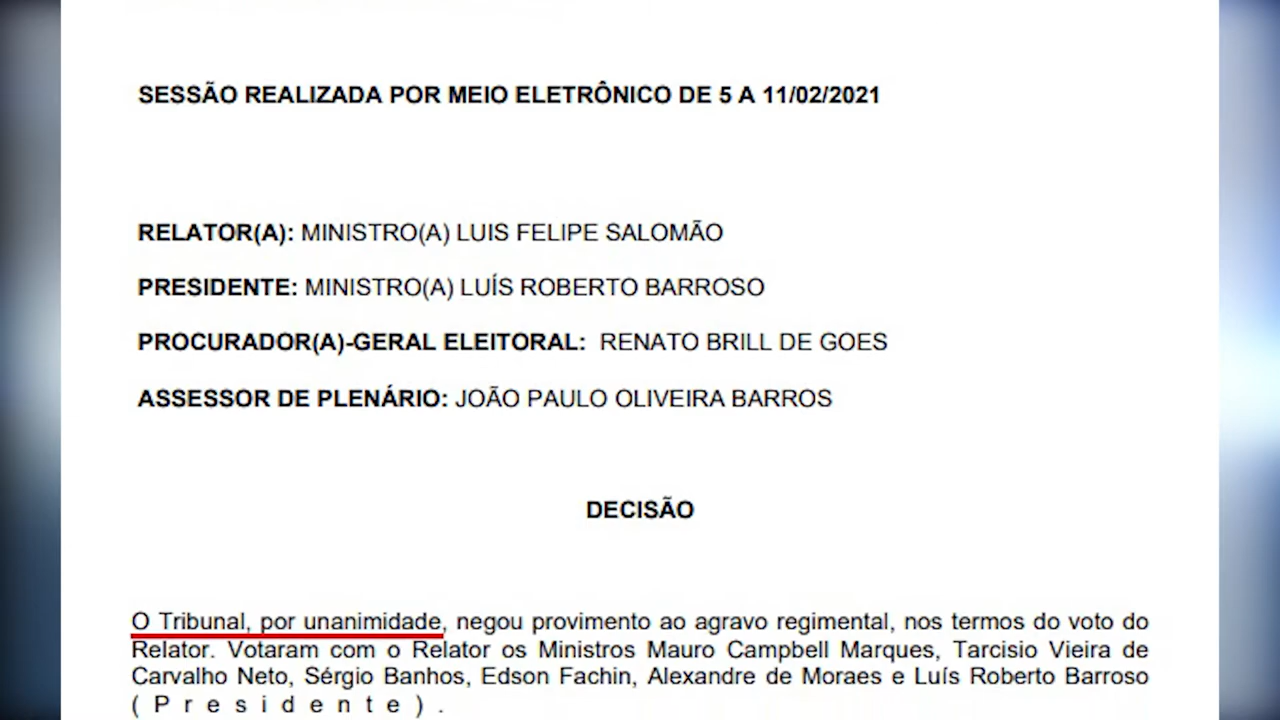 SESSÃO REALIZADA POR MEIO ELETRÔNICO DE 5 A 11/02/2021
RELATOR(A): MINISTRO(A) LUIS FELIPE SALOMÃO
PRESIDENTE: MINISTRO(A) LUÍS ROBERTO BARROSO
PROCURADOR(A)-GERAL ELEITORAL: RENATO BRILL DE GOES
ASSESSOR DE PLENÁRIO: JOÃO PAULO OLIVEIRA BARROS
DECISÃO
O Tribunal, por unanimidade, negou provimento ao agravo regimental, nos termos do voto do
Relator. Votaram com o Relator os Ministros Mauro Campbell Marques, Tarcisio Vieira de
Carvalho Neto, Sérgio Banhos, Edson Fachin, Alexandre de Moraes e Luís Roberto Barroso
( P r e s i d e n t e ) .